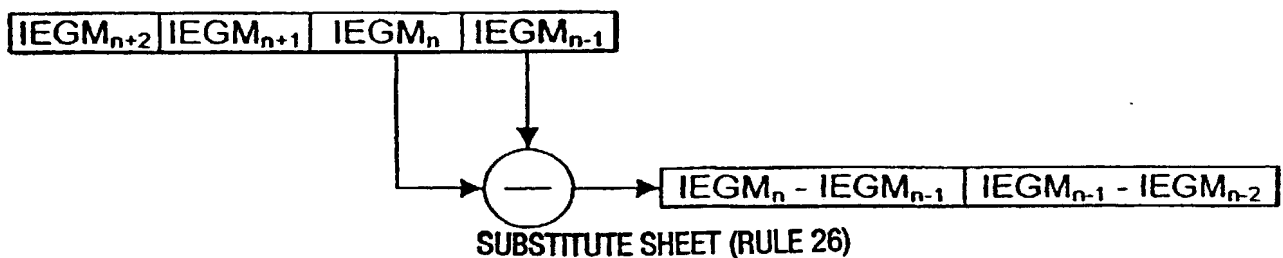 IEGMn+2 IEGMn+1 IEGMn IEGMn-1
—
IEGMn - IEGMn-1 IEGMn-1 - IEGMn-2
SUBSTITUTE SHEET (RULE 26)